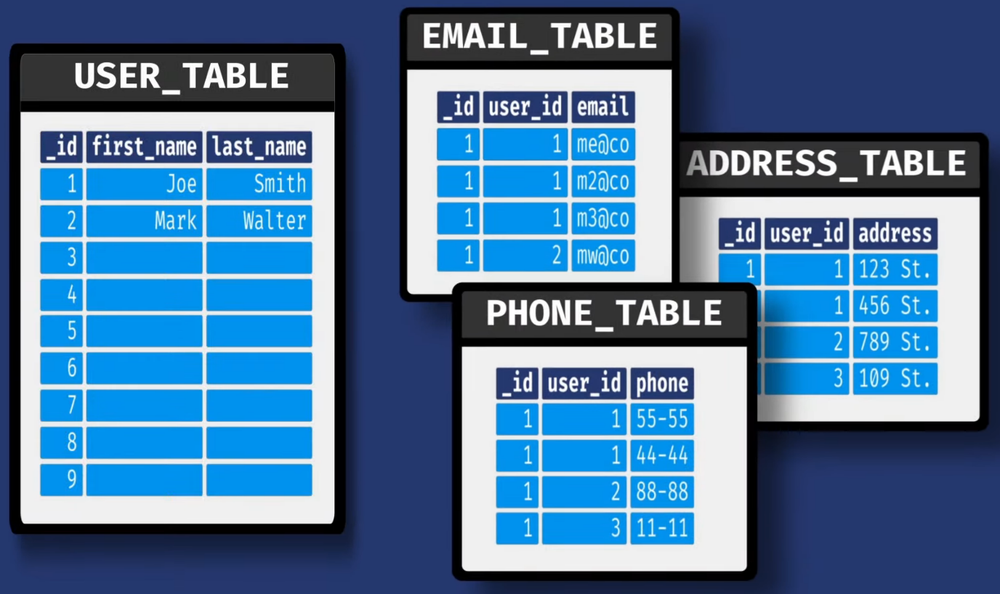 USER_TABLE
_id first_name last_name
1 Joe Smith
2 Mark Walter
3
4
5
6
7
8
9
EMAIL_TABLE
_id user_id email
1 1 me@co
1 1 m2@co
1 1 m3@co
1 2 mw@co
ADDRESS_TABLE
_id user_id address
1 1 123 St.
1 456 St.
2 789 St.
3 109 St.
PHONE_TABLE
_id user_id phone
1 1 55-55
1 1 44-44
1 2 88-88
1 3 11-11